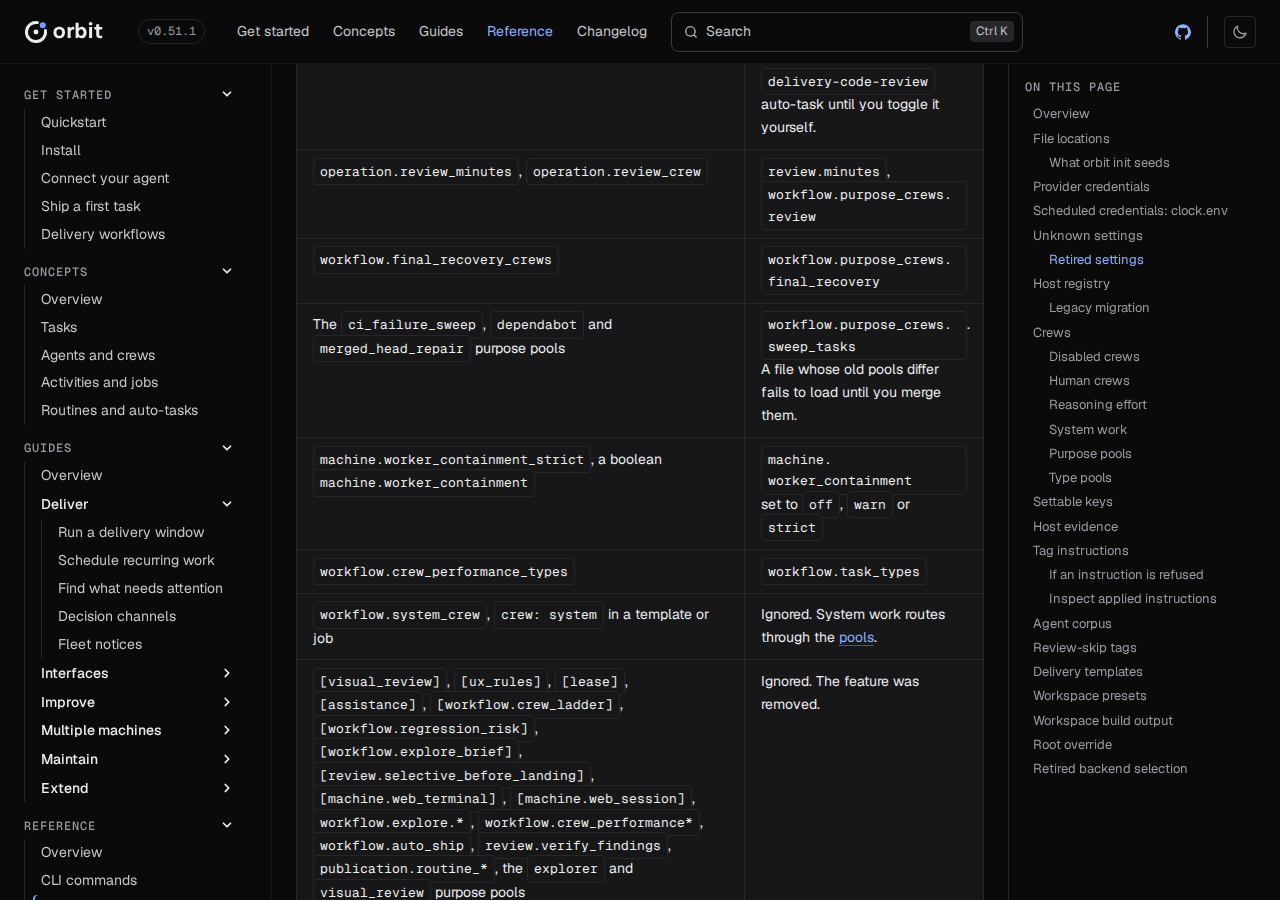 orbit
v0.51.1
Get started
Concepts
Guides
Reference
Changelog
Search
Ctrl K
GET STARTED
Quickstart
Install
Connect your agent
Ship a first task
Delivery workflows
CONCEPTS
Overview
Tasks
Agents and crews
Activities and jobs
Routines and auto-tasks
GUIDES
Overview
Deliver
Run a delivery window
Schedule recurring work
Find what needs attention
Decision channels
Fleet notices
Interfaces
Improve
Multiple machines
Maintain
Extend
REFERENCE
Overview
CLI commands
delivery-code-review
auto-task until you toggle it
yourself.
operation.review_minutes, operation.review_crew
review.minutes,
workflow.purpose_crews.
review
workflow.final_recovery_crews
workflow.purpose_crews.
final_recovery
The ci_failure_sweep, dependabot and
merged_head_repair purpose pools
workflow.purpose_crews.
sweep_tasks.
A file whose old pools differ
fails to load until you merge
them.
machine.worker_containment_strict, a boolean
machine.worker_containment
machine.
worker_containment
set to off, warn or
strict
workflow.crew_performance_types
workflow.task_types
workflow.system_crew, crew: system in a template or
job
Ignored. System work routes
through the pools.
[visual_review], [ux_rules], [lease],
[assistance], [workflow.crew_ladder],
[workflow.regression_risk],
[workflow.explore_brief],
[review.selective_before_landing],
[machine.web_terminal], [machine.web_session],
workflow.explore.*, workflow.crew_performance*,
workflow.auto_ship, review.verify_findings,
publication.routine_*, the explorer and
visual_review purpose pools
Ignored. The feature was
removed.
ON THIS PAGE
Overview
File locations
What orbit init seeds
Provider credentials
Scheduled credentials: clock.env
Unknown settings
Retired settings
Host registry
Legacy migration
Crews
Disabled crews
Human crews
Reasoning effort
System work
Purpose pools
Type pools
Settable keys
Host evidence
Tag instructions
If an instruction is refused
Inspect applied instructions
Agent corpus
Review-skip tags
Delivery templates
Workspace presets
Workspace build output
Root override
Retired backend selection